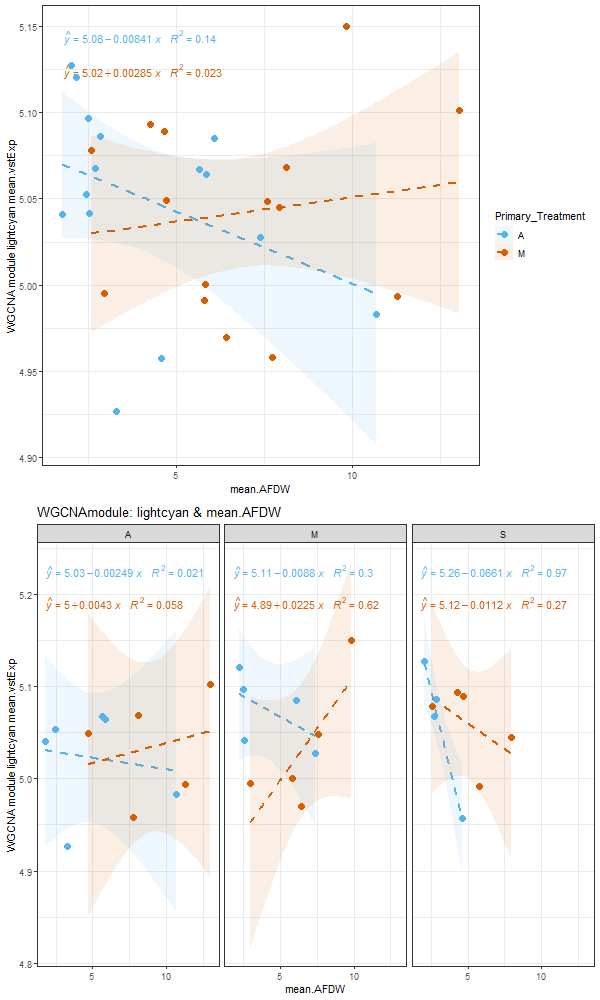 5.15
ŷ = 5.08−0.00841 x R² = 0.14
ŷ = 5.02+0.00285 x R² = 0.023
5.10
5.05
5.00
4.95
4.90
WGCNA module lightcyan mean.vstExp
5 10
mean.AFDW
Primary_Treatment
A
M
WGCNAmodule: lightcyan & mean.AFDW
A M S
ŷ = 5.03−0.00249 x R² = 0.021 ŷ = 5.11−0.0088 x R² = 0.3 ŷ = 5.26−0.0661 x R² = 0.97
ŷ = 5+0.0043 x R² = 0.058 ŷ = 4.89+0.0225 x R² = 0.62 ŷ = 5.12−0.0112 x R² = 0.27
5.2
5.1
5.0
4.9
4.8
WGCNA module lightcyan mean.vstExp
5 10 5 10 5 10
mean.AFDW